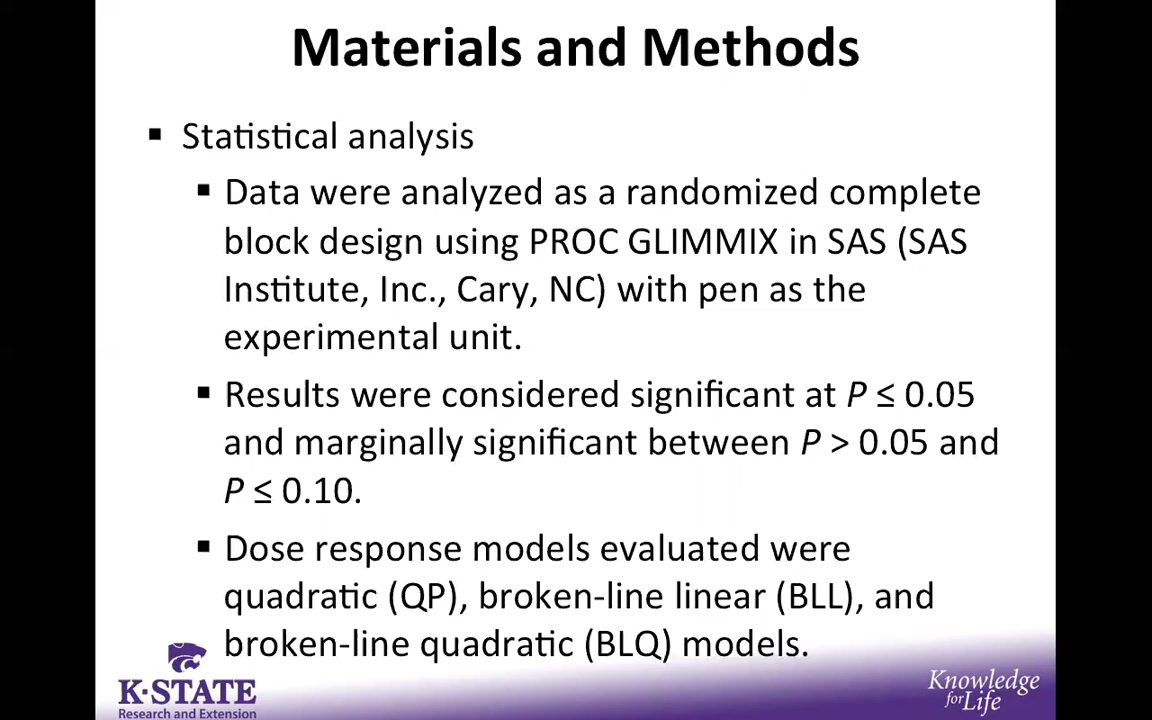 Materials and Methods
▪ Statistical analysis
▪ Data were analyzed as a randomized complete
block design using PROC GLIMMIX in SAS (SAS
Institute, Inc., Cary, NC) with pen as the
experimental unit.
▪ Results were considered significant at P ≤ 0.05
and marginally significant between P > 0.05 and
P ≤ 0.10.
▪ Dose response models evaluated were
quadratic (QP), broken-line linear (BLL), and
broken-line quadratic (BLQ) models.
K-STATE
Research and Extension
Knowledge
for Life